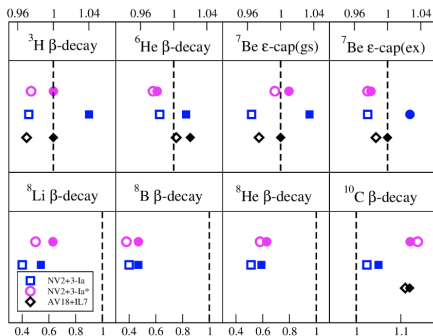 0.96 1 1.04 0.96 1 1.04 0.96 1 1.04 0.96 1 1.04
³H β-decay ⁶He β-decay ⁷Be ε-cap(gs) ⁷Be ε-cap(ex)
⁸Li β-decay ⁸B β-decay ⁸He β-decay ¹⁰C β-decay
NV2+3-Ia
NV2+3-Ia*
AV18+IL7
0.4 0.6 0.8 1 0.4 0.6 0.8 1 0.4 0.6 0.8 1 1 1.1